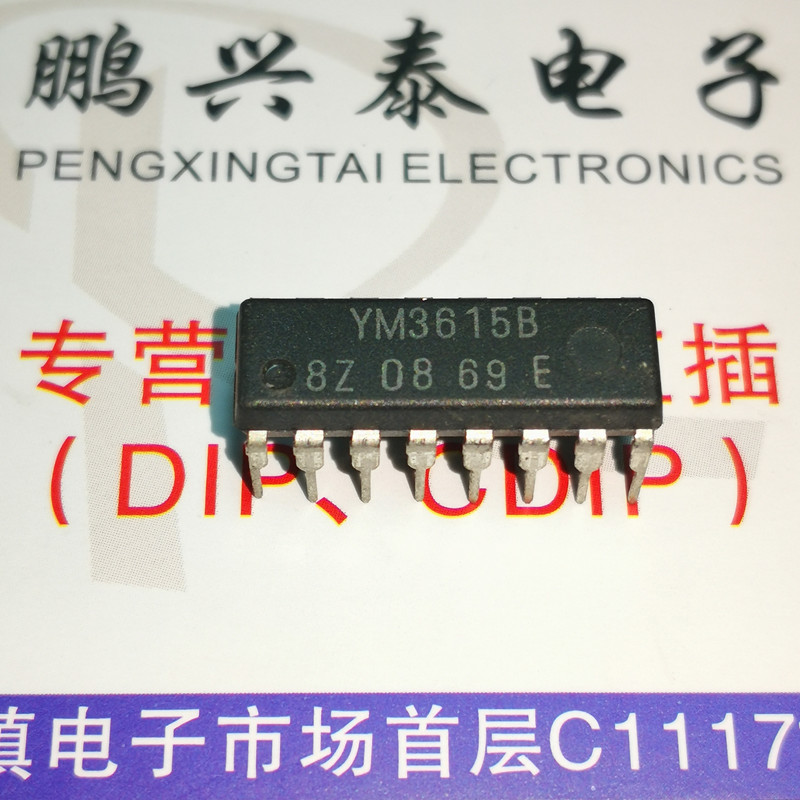 鹏兴泰电子
PENGXINGTAI ELECTRONICS
YM3615B
8Z 08 69 E
专营 插
(DIP、CDIP)
镇电子市场首层C1117